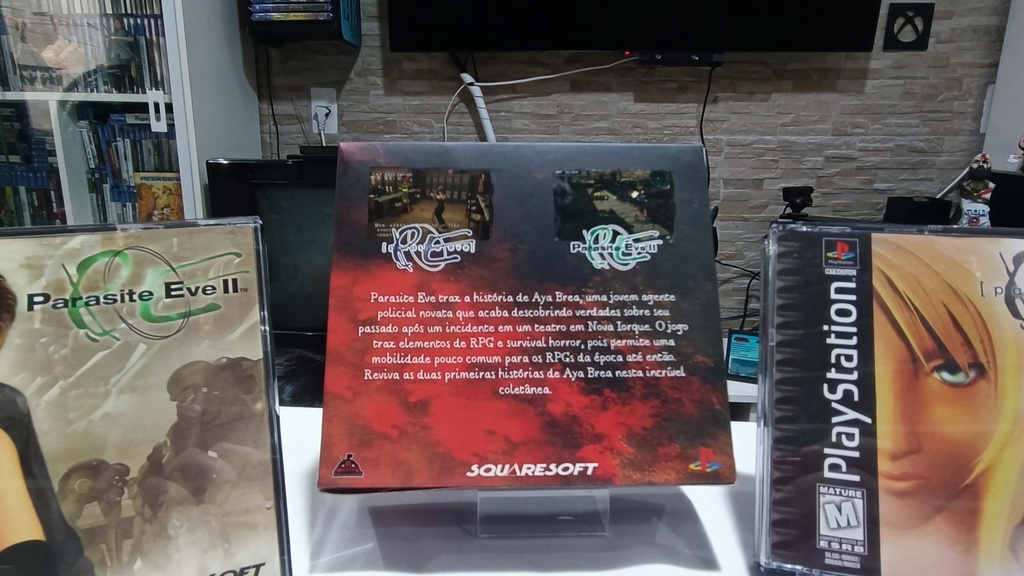 Parasite Eve II™
Parasite Eve II
Parasite Eve traz a história de Aya Brea, uma jovem agente
policial novata que acaba descobrindo verdades sobre seu
passado após um incidente em um teatro em Nova Iorque. O jogo
traz elementos de RPG e survival horror, pois permite uma
mobilidade pouco comum para os RPGs da época até então.
Reviva as duas primeiras histórias de Aya Brea nesta incrível
coletânea.
SQUARESOFT
PlayStation
MATURE
M
ESRB